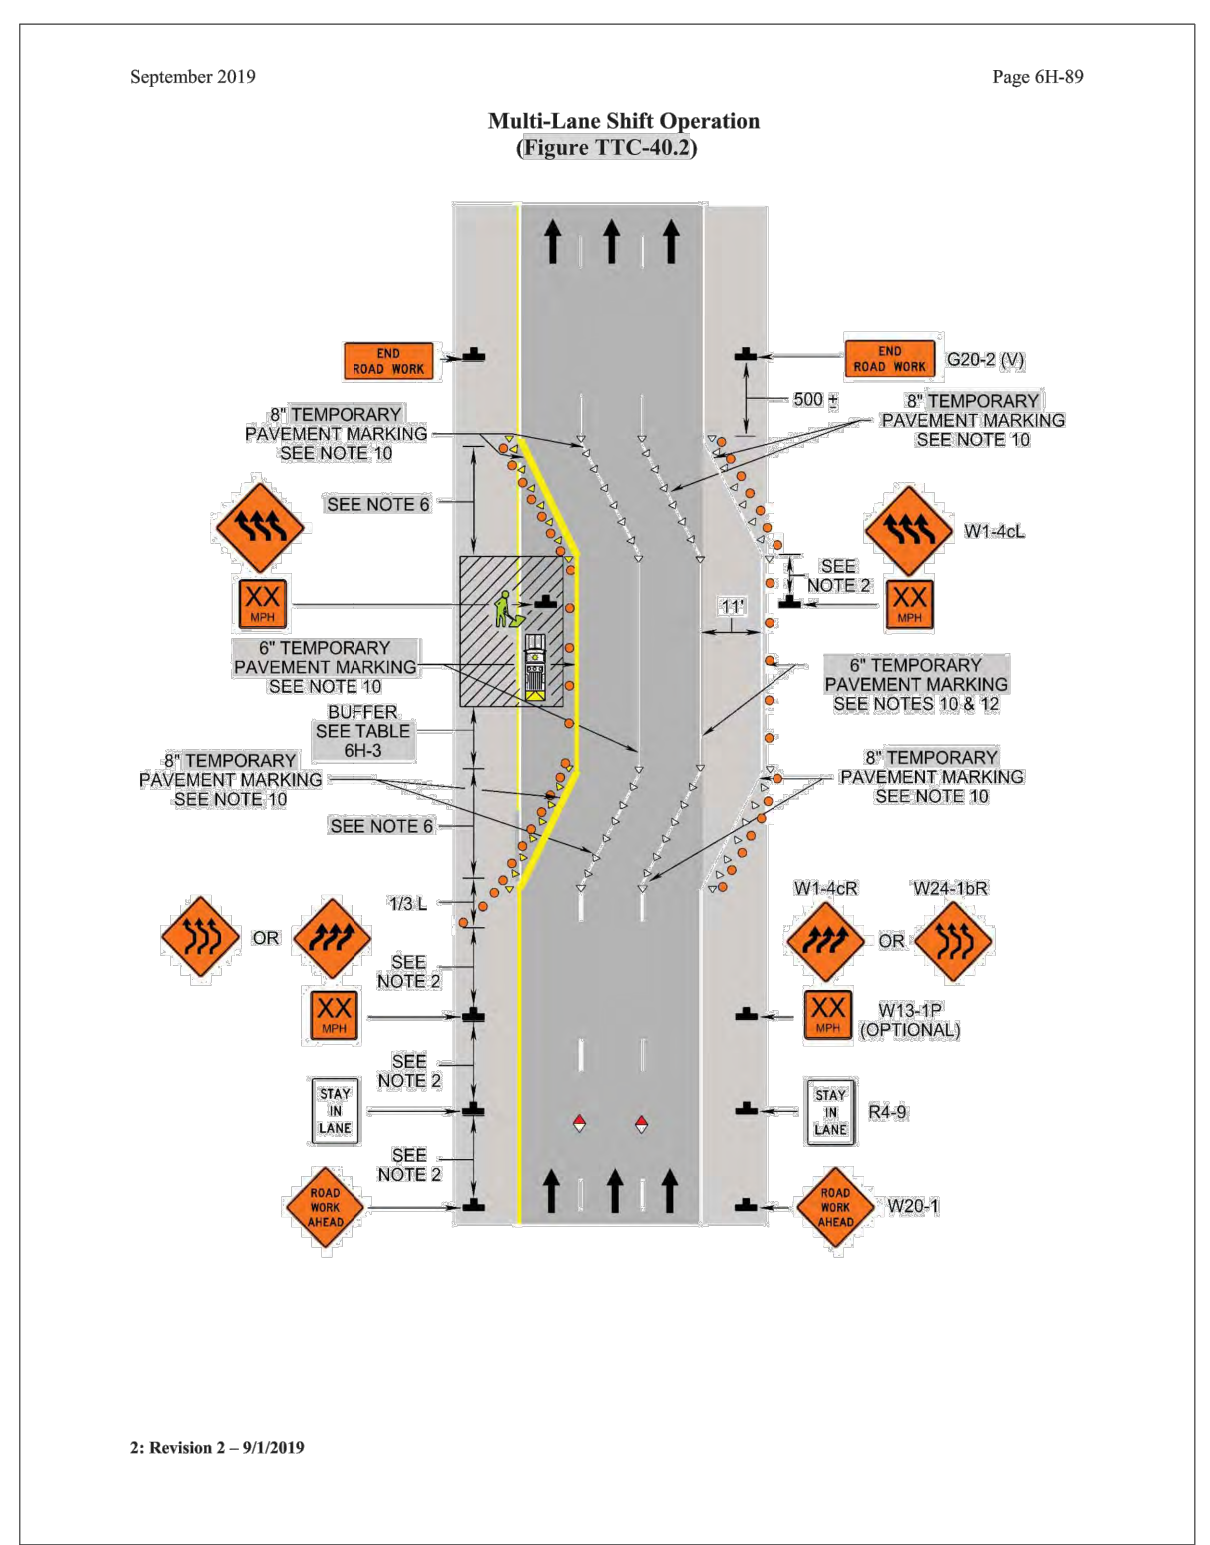 September 2019
Page 6H-89
Multi-Lane Shift Operation
(Figure TTC-40.2)
END
ROAD WORK
END
ROAD WORK
G20-2 (V)
500 ±
8" TEMPORARY
PAVEMENT MARKING
SEE NOTE 10
8" TEMPORARY
PAVEMENT MARKING
SEE NOTE 10
SEE NOTE 6
W1-4cL
SEE
NOTE 2
XX
MPH
XX
MPH
11'
6" TEMPORARY
PAVEMENT MARKING
SEE NOTE 10
6" TEMPORARY
PAVEMENT MARKING
SEE NOTES 10 & 12
BUFFER
SEE TABLE
6H-3
8" TEMPORARY
PAVEMENT MARKING
SEE NOTE 10
8" TEMPORARY
PAVEMENT MARKING
SEE NOTE 10
SEE NOTE 6
1/3 L
W1-4cR
W24-1bR
OR
OR
SEE
NOTE 2
XX
MPH
XX
MPH
W13-1P
(OPTIONAL)
SEE
NOTE 2
STAY
IN
LANE
STAY
IN
LANE
R4-9
SEE
NOTE 2
ROAD
WORK
AHEAD
ROAD
WORK
AHEAD
W20-1
2: Revision 2 – 9/1/2019